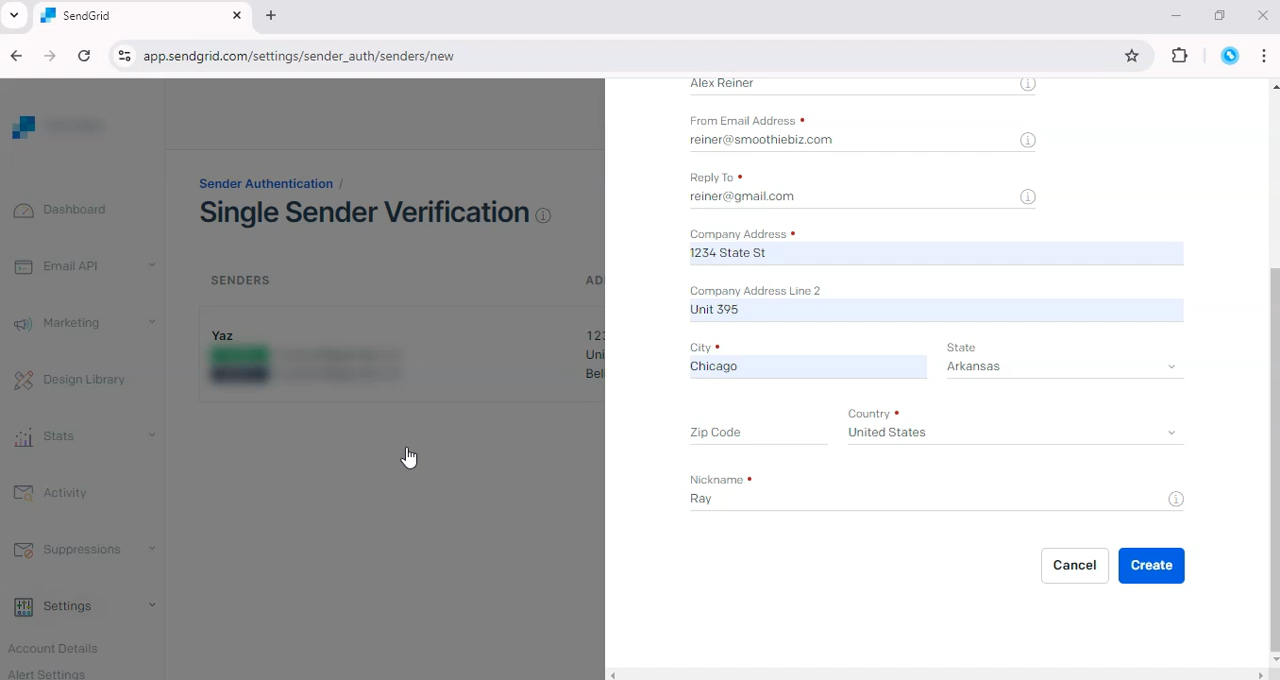 SendGrid
app.sendgrid.com/settings/sender_auth/senders/new
Dashboard
Email API
Marketing
Design Library
Stats
Activity
Suppressions
Settings
Account Details
Alert Settings
Sender Authentication /
Single Sender Verification
SENDERS
Yaz
Alex Reiner
From Email Address
reiner@smoothiebiz.com
Reply To
reiner@gmail.com
Company Address
1234 State St
Company Address Line 2
Unit 395
City
State
Chicago
Arkansas
Country
Zip Code
United States
Nickname
Ray
Cancel
Create